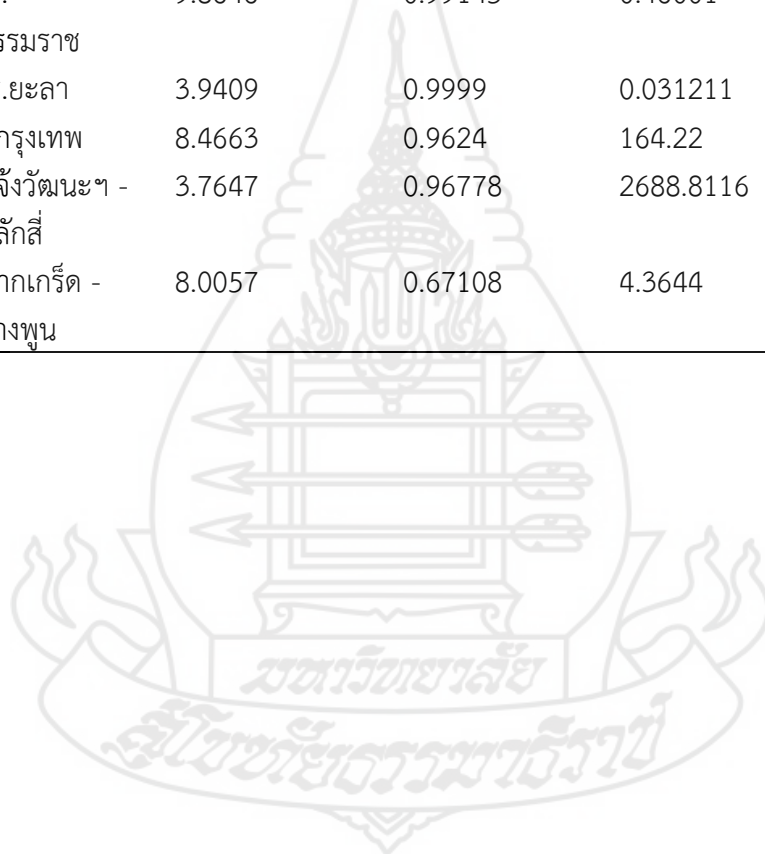 ธรรมราช
.ยะลา 3.9409 0.9999 0.031211
กรุงเทพ 8.4663 0.9624 164.22
จ้งวัฒนะฯ - 3.7647 0.96778 2688.8116
ลักสี่
ากเกร็ด - 8.0057 0.67108 4.3644
างพูน
มหาวิทยาลัย
สุโขทัยธรรมาธิราช